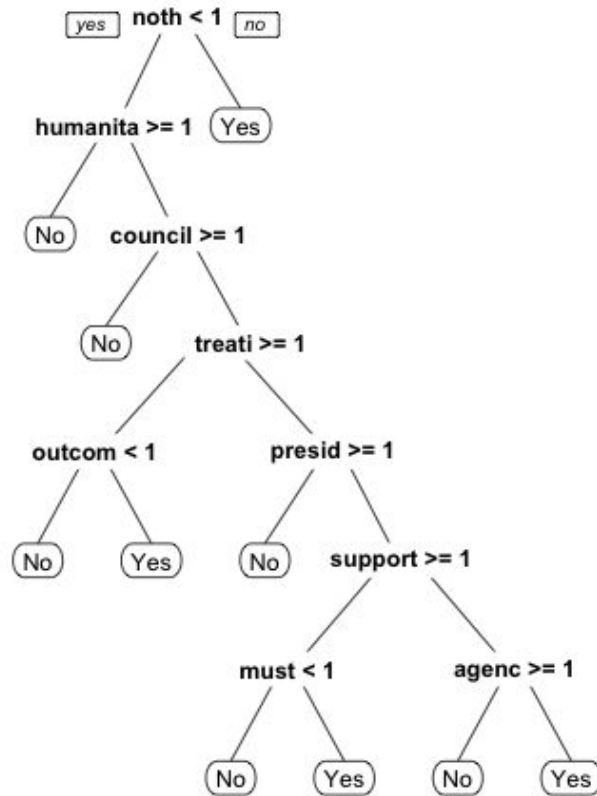 yes noth < 1 no
humanita >= 1 Yes
No council >= 1
No treati >= 1
outcom < 1 presid >= 1
No Yes No support >= 1
must < 1 agenc >= 1
No Yes No Yes